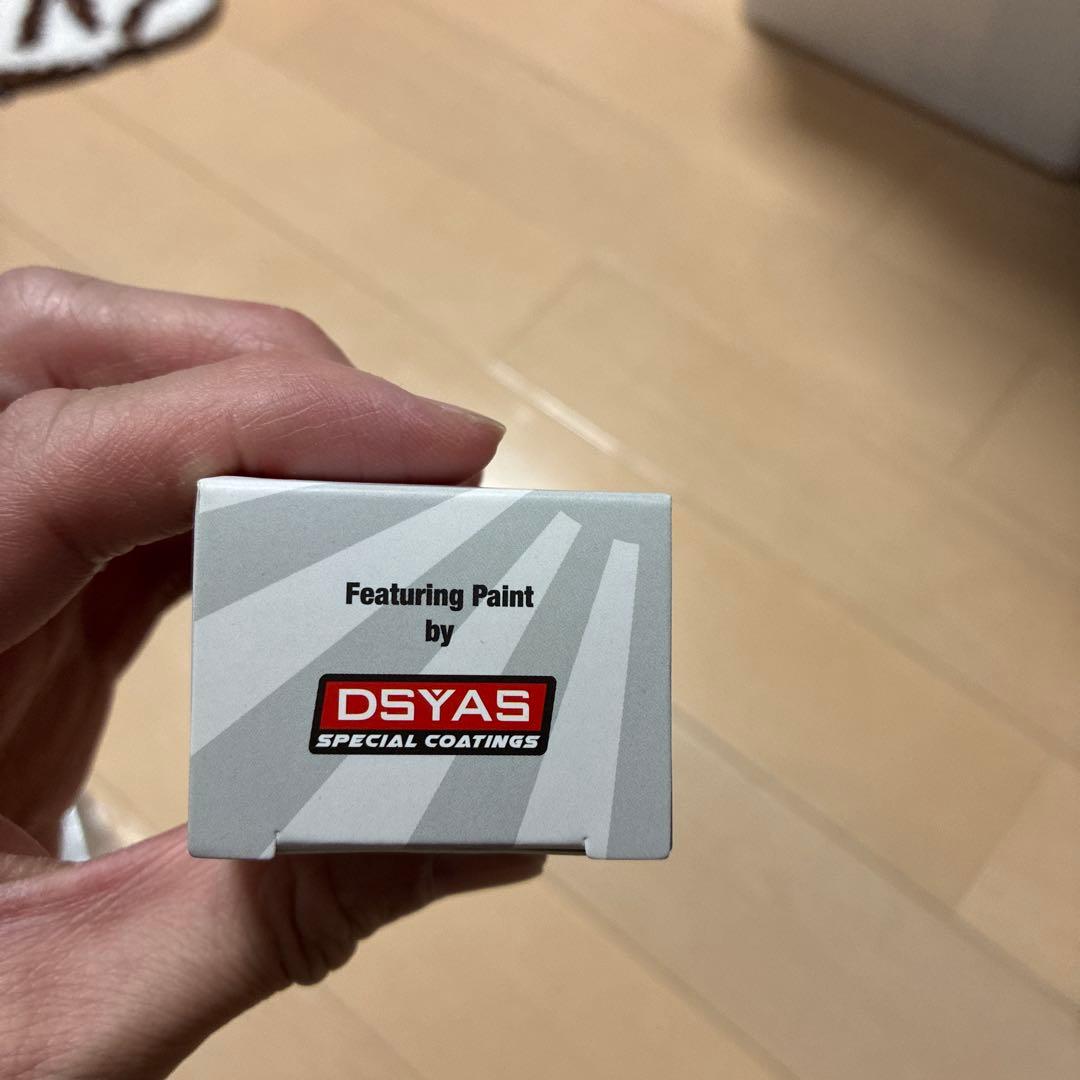 Featuring Paint
by
DSYAS
SPECIAL COATINGS